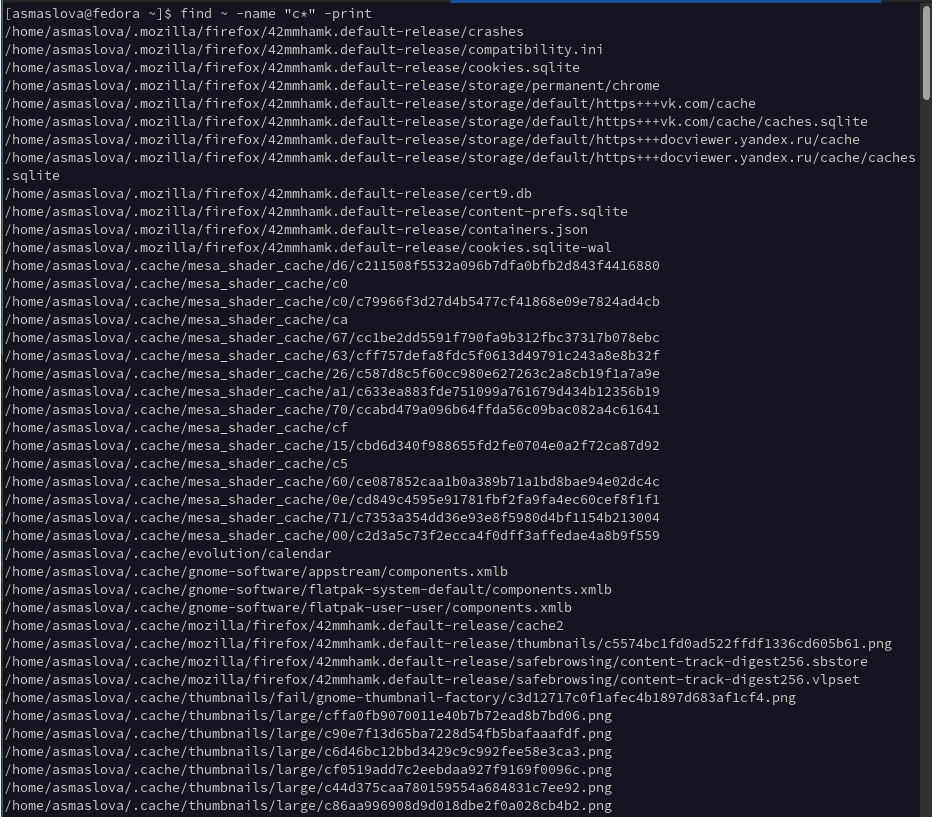 [asmaslova@fedora ~]$ find ~ -name "c*" -print
/home/asmaslova/.mozilla/firefox/42mmhamk.default-release/crashes
/home/asmaslova/.mozilla/firefox/42mmhamk.default-release/compatibility.ini
/home/asmaslova/.mozilla/firefox/42mmhamk.default-release/cookies.sqlite
/home/asmaslova/.mozilla/firefox/42mmhamk.default-release/storage/permanent/chrome
/home/asmaslova/.mozilla/firefox/42mmhamk.default-release/storage/default/https+++vk.com/cache
/home/asmaslova/.mozilla/firefox/42mmhamk.default-release/storage/default/https+++vk.com/cache/caches.sqlite
/home/asmaslova/.mozilla/firefox/42mmhamk.default-release/storage/default/https+++docviewer.yandex.ru/cache
/home/asmaslova/.mozilla/firefox/42mmhamk.default-release/storage/default/https+++docviewer.yandex.ru/cache/caches
.sqlite
/home/asmaslova/.mozilla/firefox/42mmhamk.default-release/cert9.db
/home/asmaslova/.mozilla/firefox/42mmhamk.default-release/content-prefs.sqlite
/home/asmaslova/.mozilla/firefox/42mmhamk.default-release/containers.json
/home/asmaslova/.mozilla/firefox/42mmhamk.default-release/cookies.sqlite-wal
/home/asmaslova/.cache/mesa_shader_cache/d6/c211508f5532a096b7dfa0bfb2d843f4416880
/home/asmaslova/.cache/mesa_shader_cache/c0
/home/asmaslova/.cache/mesa_shader_cache/c0/c79966f3d27d4b5477cf41868e09e7824ad4cb
/home/asmaslova/.cache/mesa_shader_cache/ca
/home/asmaslova/.cache/mesa_shader_cache/67/cc1be2dd5591f790fa9b312fbc37317b078ebc
/home/asmaslova/.cache/mesa_shader_cache/63/cff757defa8fdc5f0613d49791c243a8e8b32f
/home/asmaslova/.cache/mesa_shader_cache/26/c587d8c5f60cc980e627263c2a8cb19f1a7a9e
/home/asmaslova/.cache/mesa_shader_cache/a1/c633ea883fde751099a761679d434b12356b19
/home/asmaslova/.cache/mesa_shader_cache/70/ccabd479a096b64ffda56c09bac082a4c61641
/home/asmaslova/.cache/mesa_shader_cache/cf
/home/asmaslova/.cache/mesa_shader_cache/15/cbd6d340f988655fd2fe0704e0a2f72ca87d92
/home/asmaslova/.cache/mesa_shader_cache/c5
/home/asmaslova/.cache/mesa_shader_cache/60/ce087852caa1b0a389b71a1bd8bae94e02dc4c
/home/asmaslova/.cache/mesa_shader_cache/0e/cd849c4595e91781fbf2fa9fa4ec60cef8f1f1
/home/asmaslova/.cache/mesa_shader_cache/71/c7353a354dd36e93e8f5980d4bf1154b213004
/home/asmaslova/.cache/mesa_shader_cache/00/c2d3a5c73f2ecca4f0dff3affedae4a8b9f559
/home/asmaslova/.cache/evolution/calendar
/home/asmaslova/.cache/gnome-software/appstream/components.xmlb
/home/asmaslova/.cache/gnome-software/flatpak-system-default/components.xmlb
/home/asmaslova/.cache/gnome-software/flatpak-user-user/components.xmlb
/home/asmaslova/.cache/mozilla/firefox/42mmhamk.default-release/cache2
/home/asmaslova/.cache/mozilla/firefox/42mmhamk.default-release/thumbnails/c5574bc1fd0ad522ffdf1336cd605b61.png
/home/asmaslova/.cache/mozilla/firefox/42mmhamk.default-release/safebrowsing/content-track-digest256.sbstore
/home/asmaslova/.cache/mozilla/firefox/42mmhamk.default-release/safebrowsing/content-track-digest256.vlpset
/home/asmaslova/.cache/thumbnails/fail/gnome-thumbnail-factory/c3d12717c0f1afec4b1897d683af1cf4.png
/home/asmaslova/.cache/thumbnails/large/cffa0fb9070011e40b7b72ead8b7bd06.png
/home/asmaslova/.cache/thumbnails/large/c90e7f13d65ba7228d54fb5bafaaafdf.png
/home/asmaslova/.cache/thumbnails/large/c6d46bc12bbd3429c9c992fee58e3ca3.png
/home/asmaslova/.cache/thumbnails/large/cf0519add7c2eebdaa927f9169f0096c.png
/home/asmaslova/.cache/thumbnails/large/c44d375caa780159554a684831c7ee92.png
/home/asmaslova/.cache/thumbnails/large/c86aa996908d9d018dbe2f0a028cb4b2.png